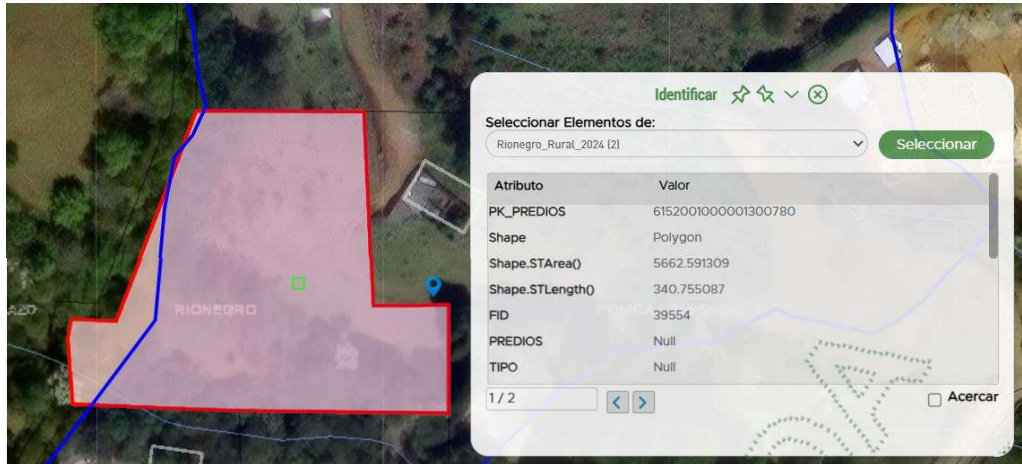 Identificar
Seleccionar Elementos de:
Rionegro_Rural_2024 (2)
Seleccionar
Atributo Valor
PK_PREDIOS 6152001000001300780
Shape Polygon
Shape.STArea() 5662.591309
Shape.STLength() 340.755087
FID 39554
PREDIOS Null
TIPO Null
1 / 2
Acercar
RIONEGRO